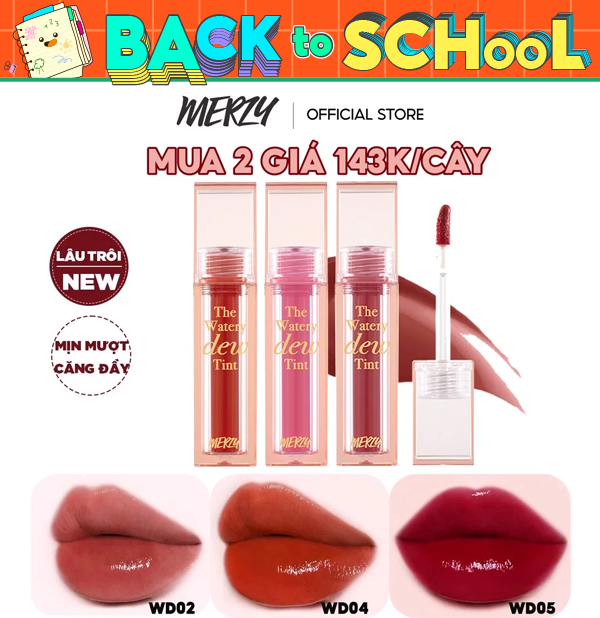 BACK to SCHooL
MERZY | OFFICIAL STORE
MUA 2 GIÁ 143K/CÂY
LÂU TRÔI
NEW
MỊN MƯỢT
CĂNG ĐẦY
The
Watery
dew
Tint
MERZY
The
Watery
dew
Tint
MERZY
The
Watery
dew
Tint
MERZY
WD02
WD04
WD05